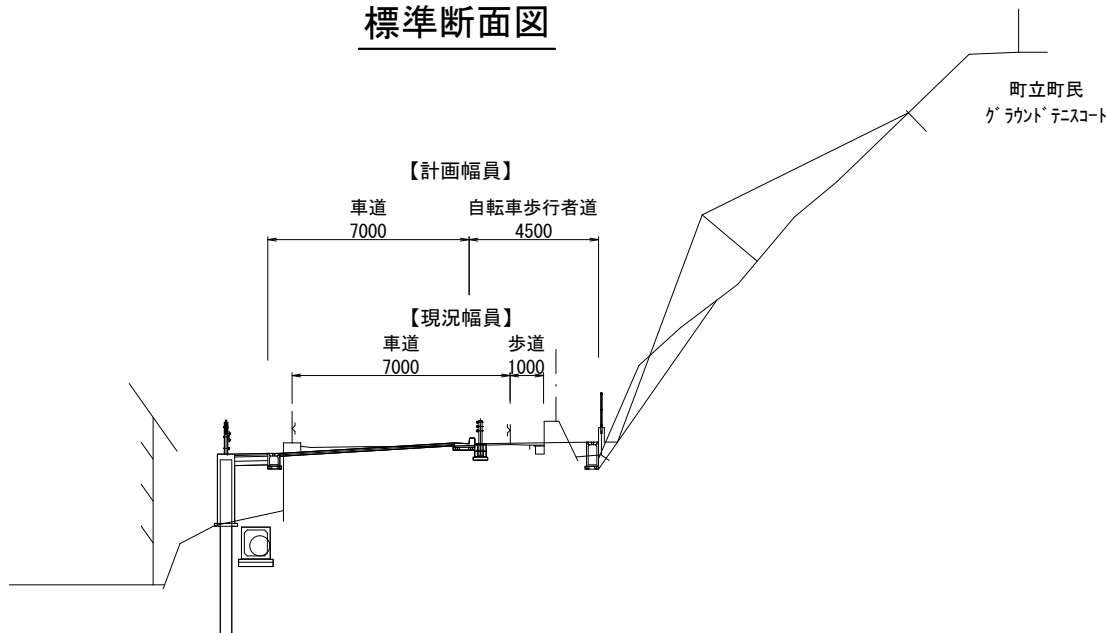 標準断面図
町立町民
グラウンドテニスコート
【計画幅員】
車道 自転車歩行者道
7000 4500
【現況幅員】
車道 歩道
7000 1000